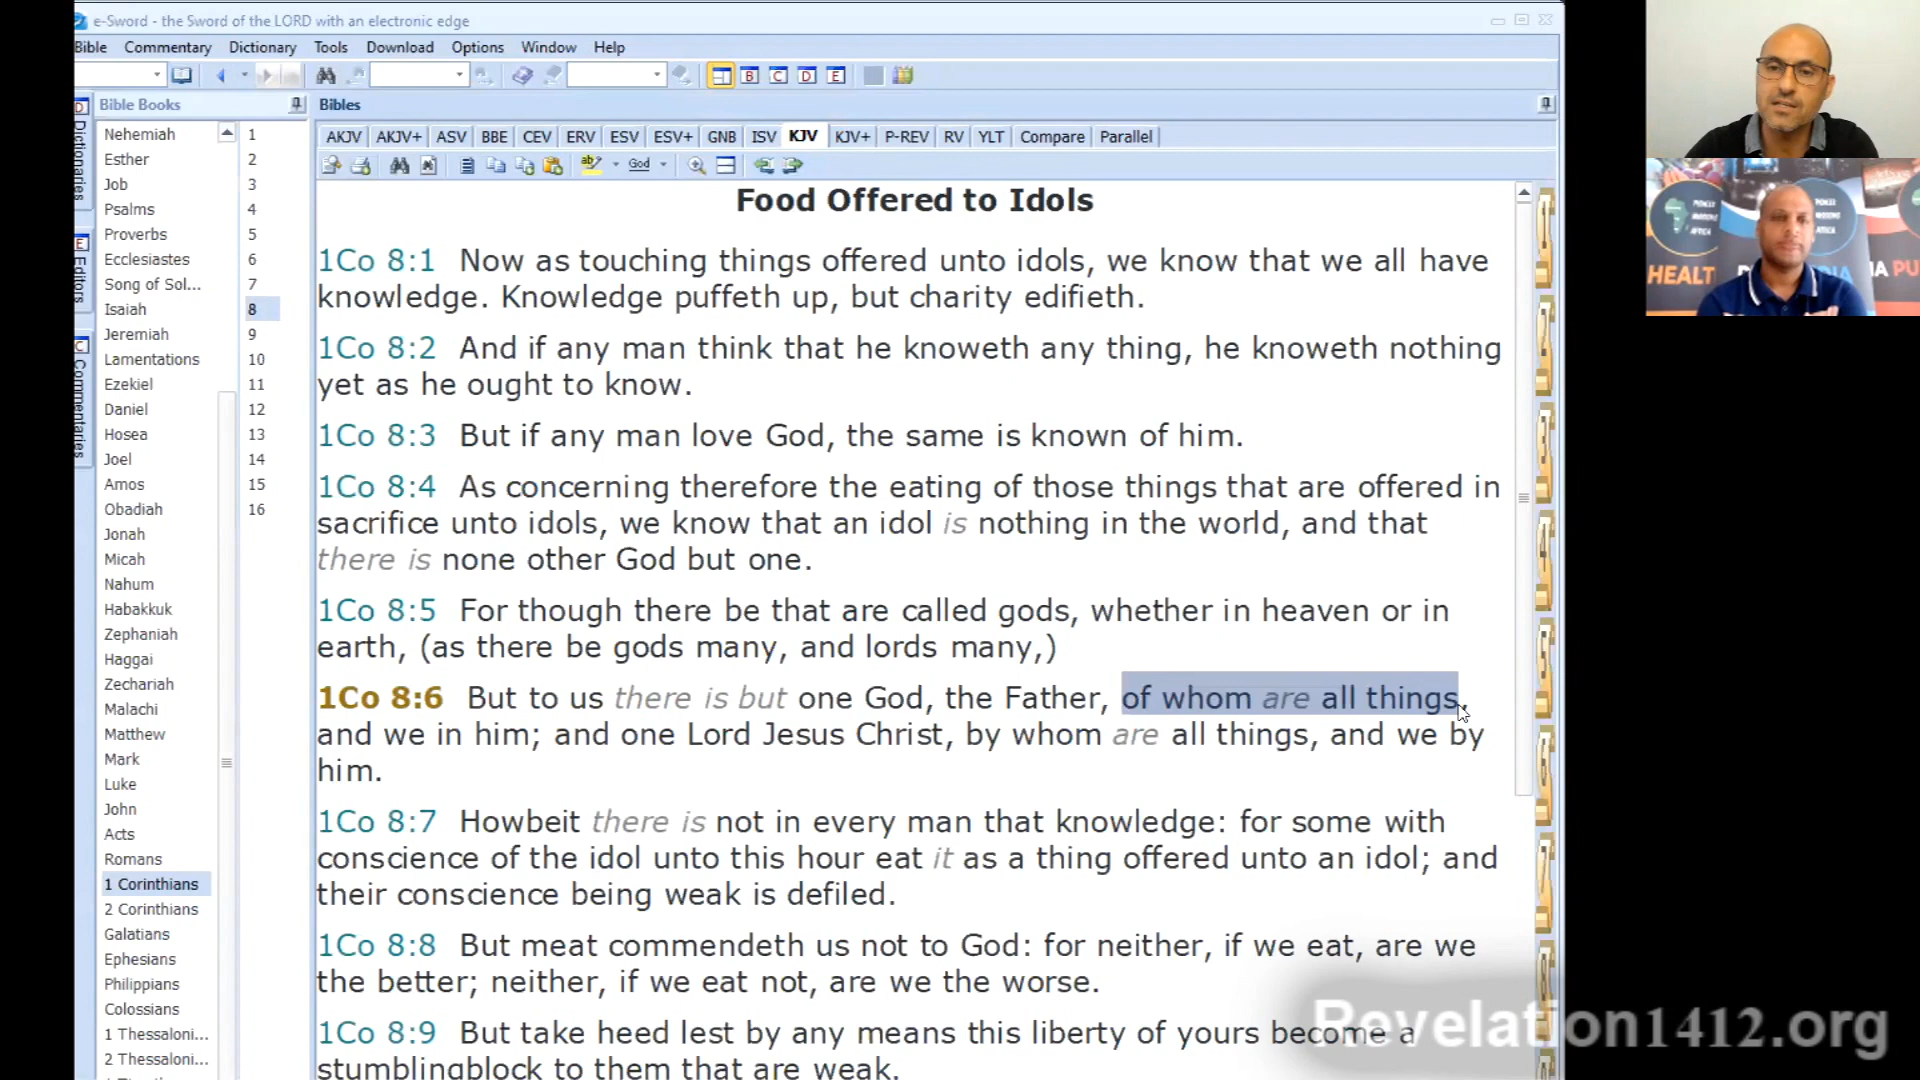 e-Sword - the Sword of the LORD with an electronic edge
Bible Commentary Dictionary Tools Download Options Window Help
B C D E
Bible Books
Bibles
AKJV AKJV+ ASV BBE CEV ERV ESV ESV+ GNB ISV KJV KJV+ P-REV RV YLT Compare Parallel
God
D Dictionaries
E Editors
C Commentaries
Nehemiah 1
Esther 2
Job 3
Psalms 4
Proverbs 5
Ecclesiastes 6
Song of Sol... 7
Isaiah 8
Jeremiah 9
Lamentations 10
Ezekiel 11
Daniel 12
Hosea 13
Joel 14
Amos 15
Obadiah 16
Jonah
Micah
Nahum
Habakkuk
Zephaniah
Haggai
Zechariah
Malachi
Matthew
Mark
Luke
John
Acts
Romans
1 Corinthians
2 Corinthians
Galatians
Ephesians
Philippians
Colossians
1 Thessaloni...
2 Thessaloni...
Food Offered to Idols
1Co 8:1 Now as touching things offered unto idols, we know that we all have
knowledge. Knowledge puffeth up, but charity edifieth.
1Co 8:2 And if any man think that he knoweth any thing, he knoweth nothing
yet as he ought to know.
1Co 8:3 But if any man love God, the same is known of him.
1Co 8:4 As concerning therefore the eating of those things that are offered in
sacrifice unto idols, we know that an idol is nothing in the world, and that
there is none other God but one.
1Co 8:5 For though there be that are called gods, whether in heaven or in
earth, (as there be gods many, and lords many,)
1Co 8:6 But to us there is but one God, the Father, of whom are all things,
and we in him; and one Lord Jesus Christ, by whom are all things, and we by
him.
1Co 8:7 Howbeit there is not in every man that knowledge: for some with
conscience of the idol unto this hour eat it as a thing offered unto an idol; and
their conscience being weak is defiled.
1Co 8:8 But meat commendeth us not to God: for neither, if we eat, are we
the better; neither, if we eat not, are we the worse.
1Co 8:9 But take heed lest by any means this liberty of yours become a
stumblingblock to them that are weak.
HEALT
Revelation1412.org